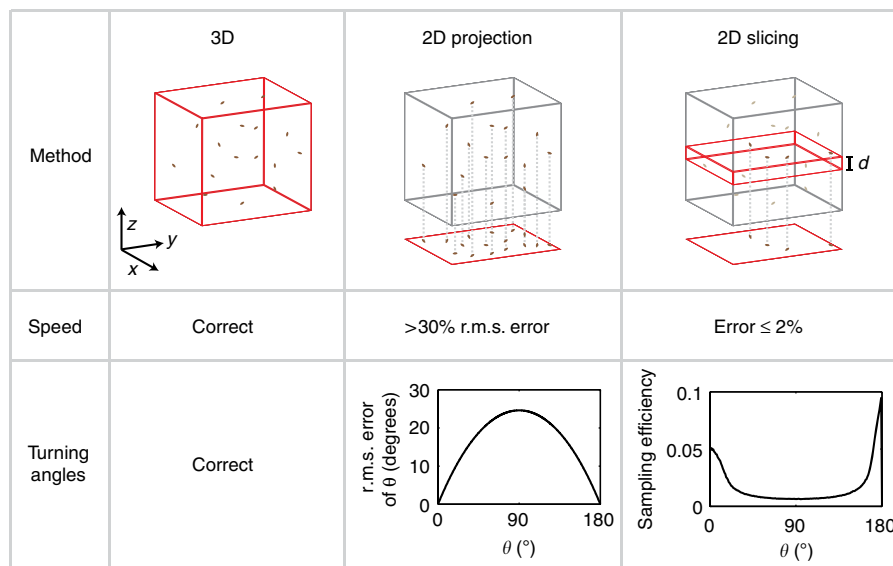 3D
2D projection
2D slicing
Method
z
y
x
d
Speed
Correct
>30% r.m.s. error
Error ≤ 2%
Turning
angles
Correct
r.m.s. error
of θ (degrees)
30
20
10
0
0
90
180
θ (°)
Sampling efficiency
0.1
0.05
0
0
90
180
θ (°)